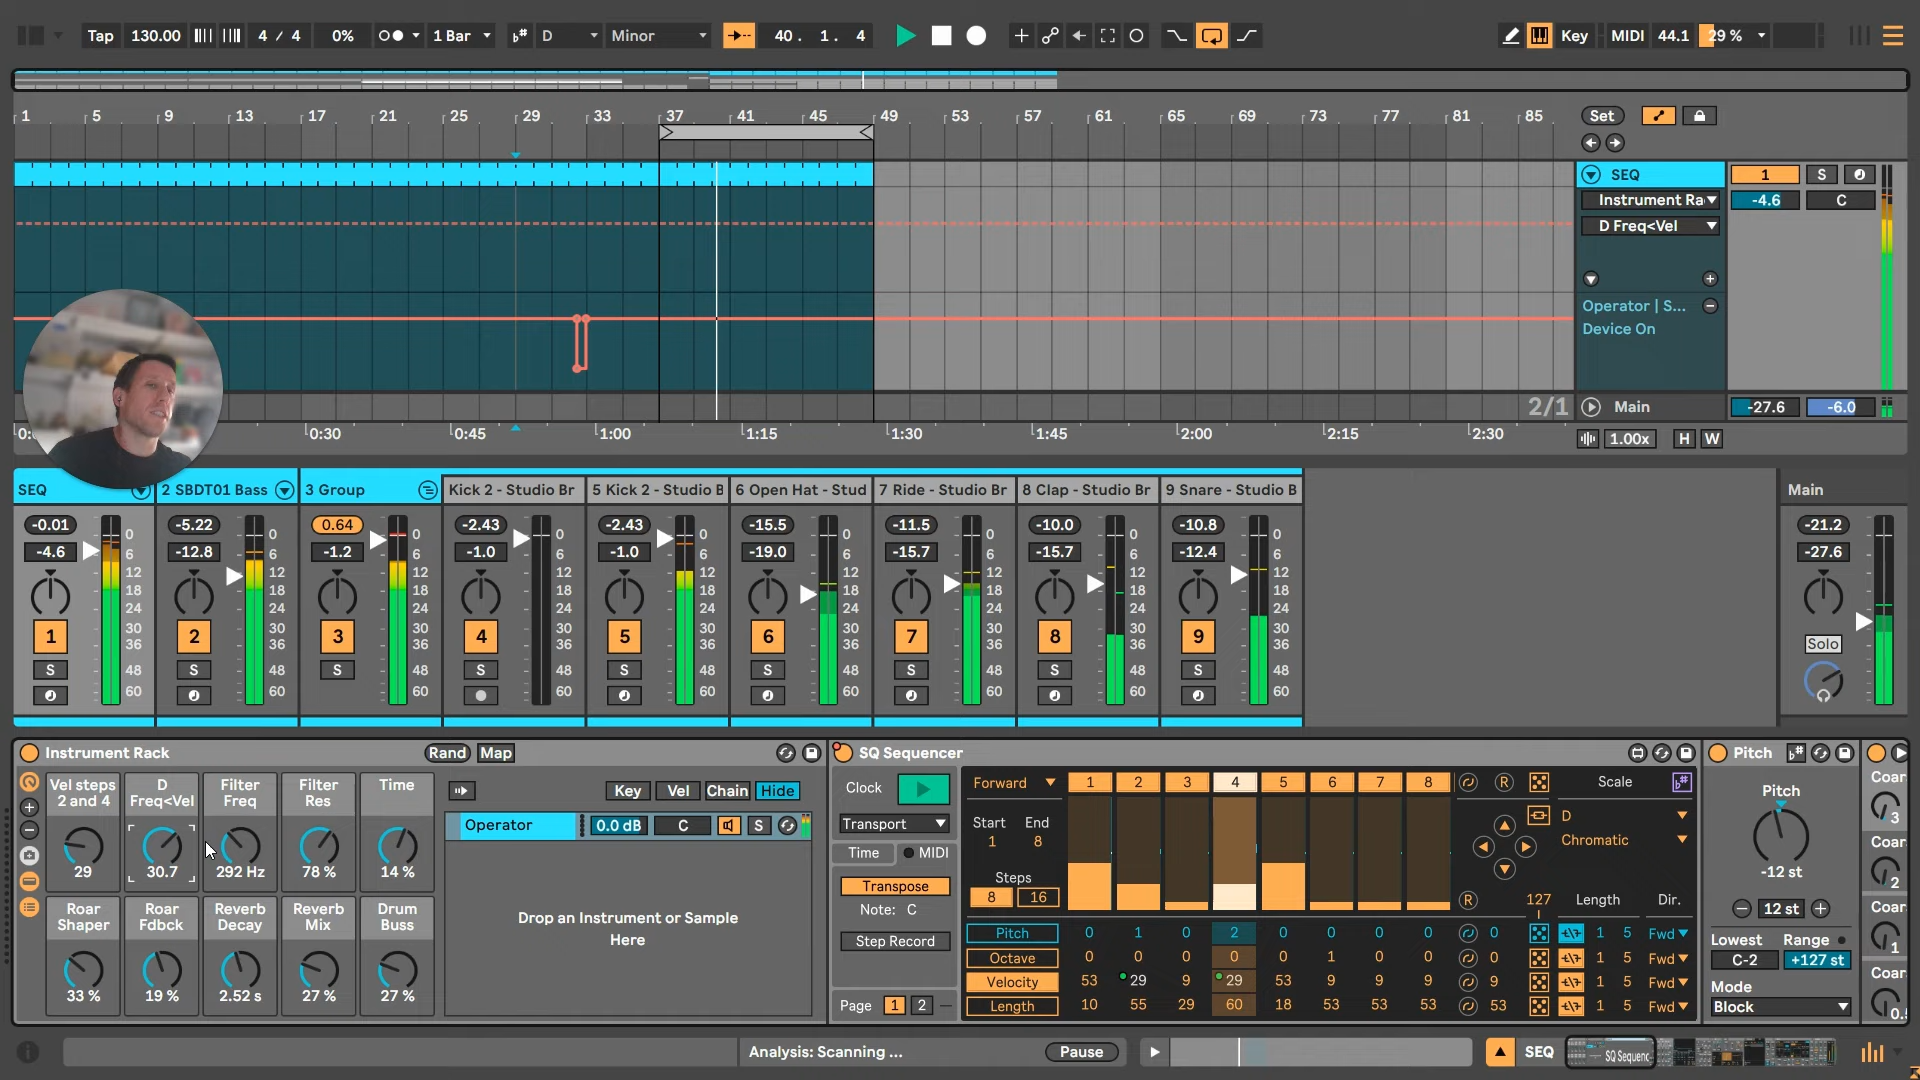 Tap 130.00 4 / 4 0% 1 Bar D Minor 40. 1. 4 Key MIDI 44.1 29 %
1 5 9 13 17 21 25 29 33 37 41 45 49 53 57 61 65 69 73 77 81 85 Set
SEQ 1 S
Instrument Ra -4.6 C
D Freq<Vel
Operator | S...
Device On
2/1 Main -27.6 -6.0
0:30 0:45 1:00 1:15 1:30 1:45 2:00 2:15 2:30 1.00x H W
SEQ 2 SBDT01 Bass 3 Group Kick 2 - Studio Br 5 Kick 2 - Studio B 6 Open Hat - Stud 7 Ride - Studio Br 8 Clap - Studio Br 9 Snare - Studio B Main
-0.01 -5.22 0.64 -2.43 -2.43 -15.5 -11.5 -10.0 -10.8 -21.2
-4.6 -12.8 -1.2 -1.0 -1.0 -19.0 -15.7 -15.7 -12.4 -27.6
0 0 0 0 0 0 0 0 0 0
6 6 6 6 6 6 6 6 6 6
12 12 12 12 12 12 12 12 12 12
18 18 18 18 18 18 18 18 18 18
24 24 24 24 24 24 24 24 24 24
30 30 30 30 30 30 30 30 30 30
1 2 3 4 5 6 7 8 9
36 36 36 36 36 36 36 36 36 36
Solo
S S S S S S S S S
48 48 48 48 48 48 48 48 48 48
60 60 60 60 60 60 60 60 60 60
Instrument Rack Rand Map SQ Sequencer Pitch
Vel steps 2 and 4 D Freq<Vel Filter Freq Filter Res Time
29 30.7 292 Hz 78 % 14 %
Roar Shaper Roar Fdbck Reverb Decay Reverb Mix Drum Buss
33 % 19 % 2.52 s 27 % 27 %
Key Vel Chain Hide
Operator 0.0 dB C S
Drop an Instrument or Sample
Here
Clock
Transport
Time MIDI
Transpose
Note: C
Step Record
Page 1 2
Forward 1 2 3 4 5 6 7 8 R Scale
Start End
1 8
Steps
8 16
D
Chromatic
R 127 Length Dir.
Pitch 0 1 0 2 0 0 0 0 0 1 5 Fwd
Octave 0 0 0 0 0 1 0 0 0 1 5 Fwd
Velocity 53 29 9 29 53 9 9 9 9 1 5 Fwd
Length 10 55 29 60 18 53 53 53 53 1 5 Fwd
Pitch
-12 st
12 st
Lowest Range
C-2 +127 st
Mode
Block
Coar
3
Coar
2
Coar
1
Coar
0.
Analysis: Scanning ... Pause SEQ SQ Sequenc